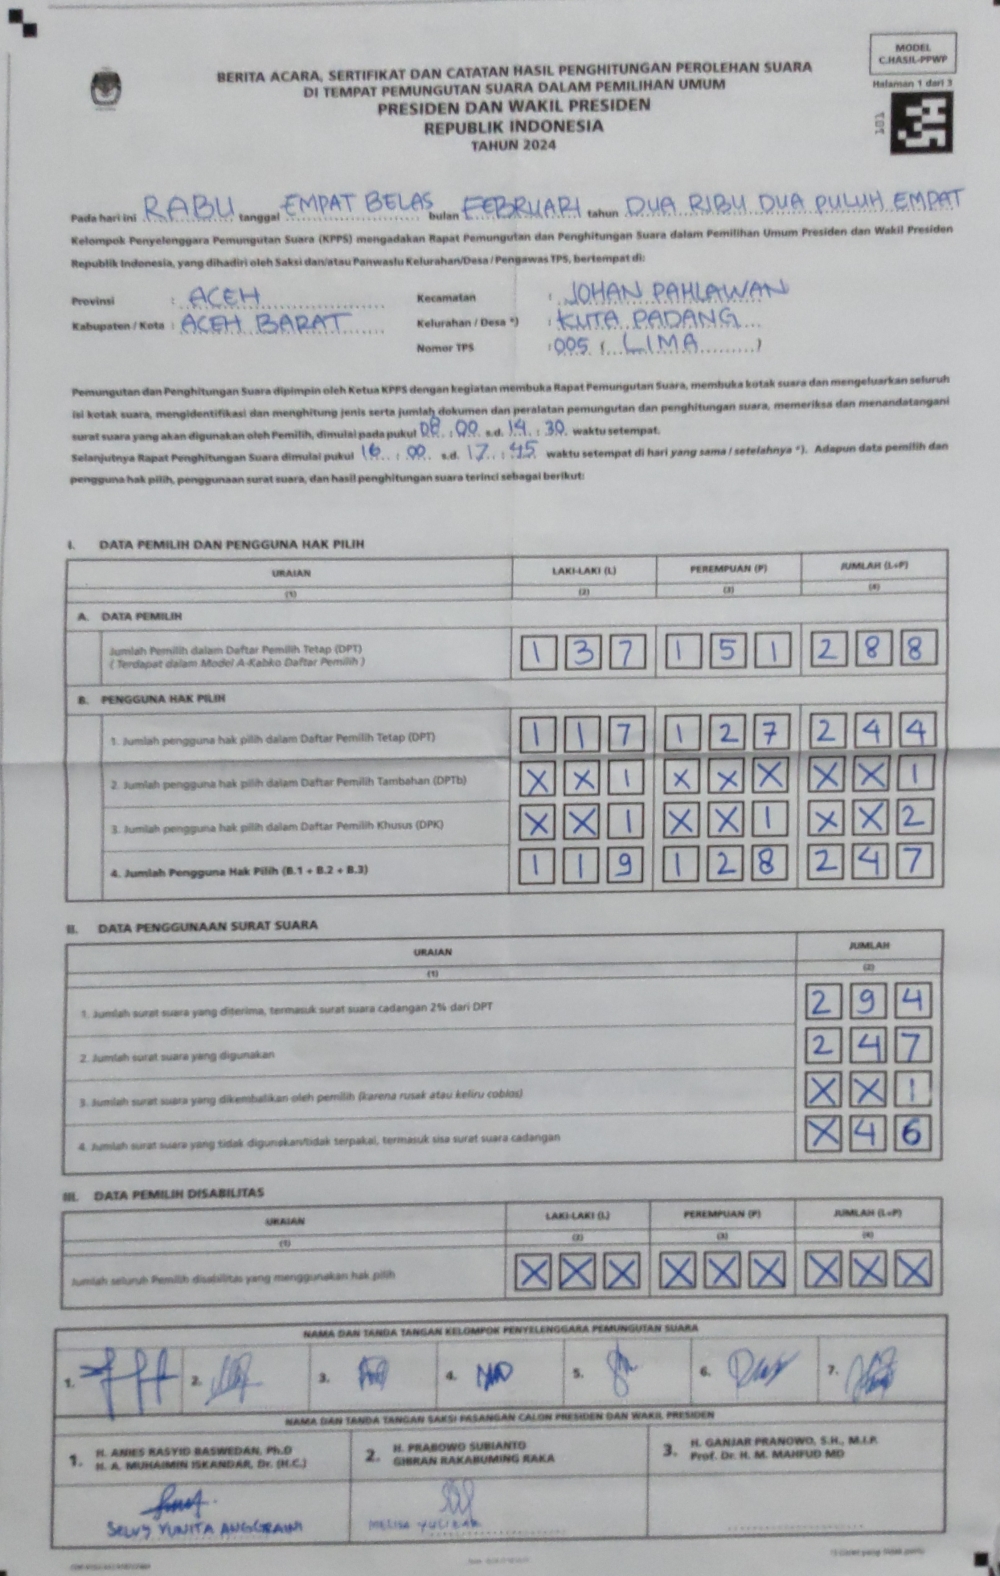 MODEL
C.HASIL-PPWP
Halaman 1 dari 3
101
BERITA ACARA, SERTIFIKAT DAN CATATAN HASIL PENGHITUNGAN PEROLEHAN SUARA
DI TEMPAT PEMUNGUTAN SUARA DALAM PEMILIHAN UMUM
PRESIDEN DAN WAKIL PRESIDEN
REPUBLIK INDONESIA
TAHUN 2024
Pada hari ini RABU tanggal EMPAT BELAS bulan FEBRUARI tahun DUA RIBU DUA PULUH EMPAT
Kelompok Penyelenggara Pemungutan Suara (KPPS) mengadakan Rapat Pemungutan dan Penghitungan Suara dalam Pemilihan Umum Presiden dan Wakil Presiden
Republik Indonesia, yang dihadiri oleh Saksi dan/atau Panwaslu Kelurahan/Desa / Pengawas TPS, bertempat di:
Provinsi : ACEH Kecamatan : JOHAN PAHLAWAN
Kabupaten / Kota : ACEH BARAT Kelurahan / Desa *) : KUTA PADANG
Nomor TPS : 005 ( LIMA )
Pemungutan dan Penghitungan Suara dipimpin oleh Ketua KPPS dengan kegiatan membuka Rapat Pemungutan Suara, membuka kotak suara dan mengeluarkan seluruh
isi kotak suara, mengidentifikasi dan menghitung jenis serta jumlah dokumen dan peralatan pemungutan dan penghitungan suara, memeriksa dan menandatangani
surat suara yang akan digunakan oleh Pemilih, dimulai pada pukul 08 : 00 s.d. 14 : 30 waktu setempat.
Selanjutnya Rapat Penghitungan Suara dimulai pukul 16 : 00 s.d. 17 : 45 waktu setempat di hari yang sama / setelahnya *). Adapun data pemilih dan
pengguna hak pilih, penggunaan surat suara, dan hasil penghitungan suara terinci sebagai berikut:
I. DATA PEMILIH DAN PENGGUNA HAK PILIH
URAIAN LAKI-LAKI (L) PEREMPUAN (P) JUMLAH (L+P)
(1) (2) (3) (4)
A. DATA PEMILIH
Jumlah Pemilih dalam Daftar Pemilih Tetap (DPT) 1 3 7 1 5 1 2 8 8
( Terdapat dalam Model A-Kabko Daftar Pemilih )
B. PENGGUNA HAK PILIH
1. Jumlah pengguna hak pilih dalam Daftar Pemilih Tetap (DPT) 1 1 7 1 2 7 2 4 4
2. Jumlah pengguna hak pilih dalam Daftar Pemilih Tambahan (DPTb) X X 1 X X X X X 1
3. Jumlah pengguna hak pilih dalam Daftar Pemilih Khusus (DPK) X X 1 X X 1 X X 2
4. Jumlah Pengguna Hak Pilih (B.1 + B.2 + B.3) 1 1 9 1 2 8 2 4 7
II. DATA PENGGUNAAN SURAT SUARA
URAIAN JUMLAH
(1) (2)
1. Jumlah surat suara yang diterima, termasuk surat suara cadangan 2% dari DPT 2 9 4
2. Jumlah surat suara yang digunakan 2 4 7
3. Jumlah surat suara yang dikembalikan oleh pemilih (karena rusak atau keliru coblos) X X 1
4. Jumlah surat suara yang tidak digunakan/tidak terpakai, termasuk sisa surat suara cadangan X 4 6
III. DATA PEMILIH DISABILITAS
URAIAN LAKI-LAKI (L) PEREMPUAN (P) JUMLAH (L+P)
(1) (2) (3) (4)
Jumlah seluruh Pemilih disabilitas yang menggunakan hak pilih X X X X X X X X X
NAMA DAN TANDA TANGAN KELOMPOK PENYELENGGARA PEMUNGUTAN SUARA
1. 2. 3. 4. 5. 6. 7.
NAMA DAN TANDA TANGAN SAKSI PASANGAN CALON PRESIDEN DAN WAKIL PRESIDEN
1. H. ANIES RASYID BASWEDAN, Ph.D
H. A. MUHAIMIN ISKANDAR, Dr. (H.C.)
2. H. PRABOWO SUBIANTO
GIBRAN RAKABUMING RAKA
3. H. GANJAR PRANOWO, S.H., M.I.P.
Prof. Dr. H. M. MAHFUD MD
SELVY YUNITA ANGGRAINI
MELISA
*) Coret yang tidak perlu